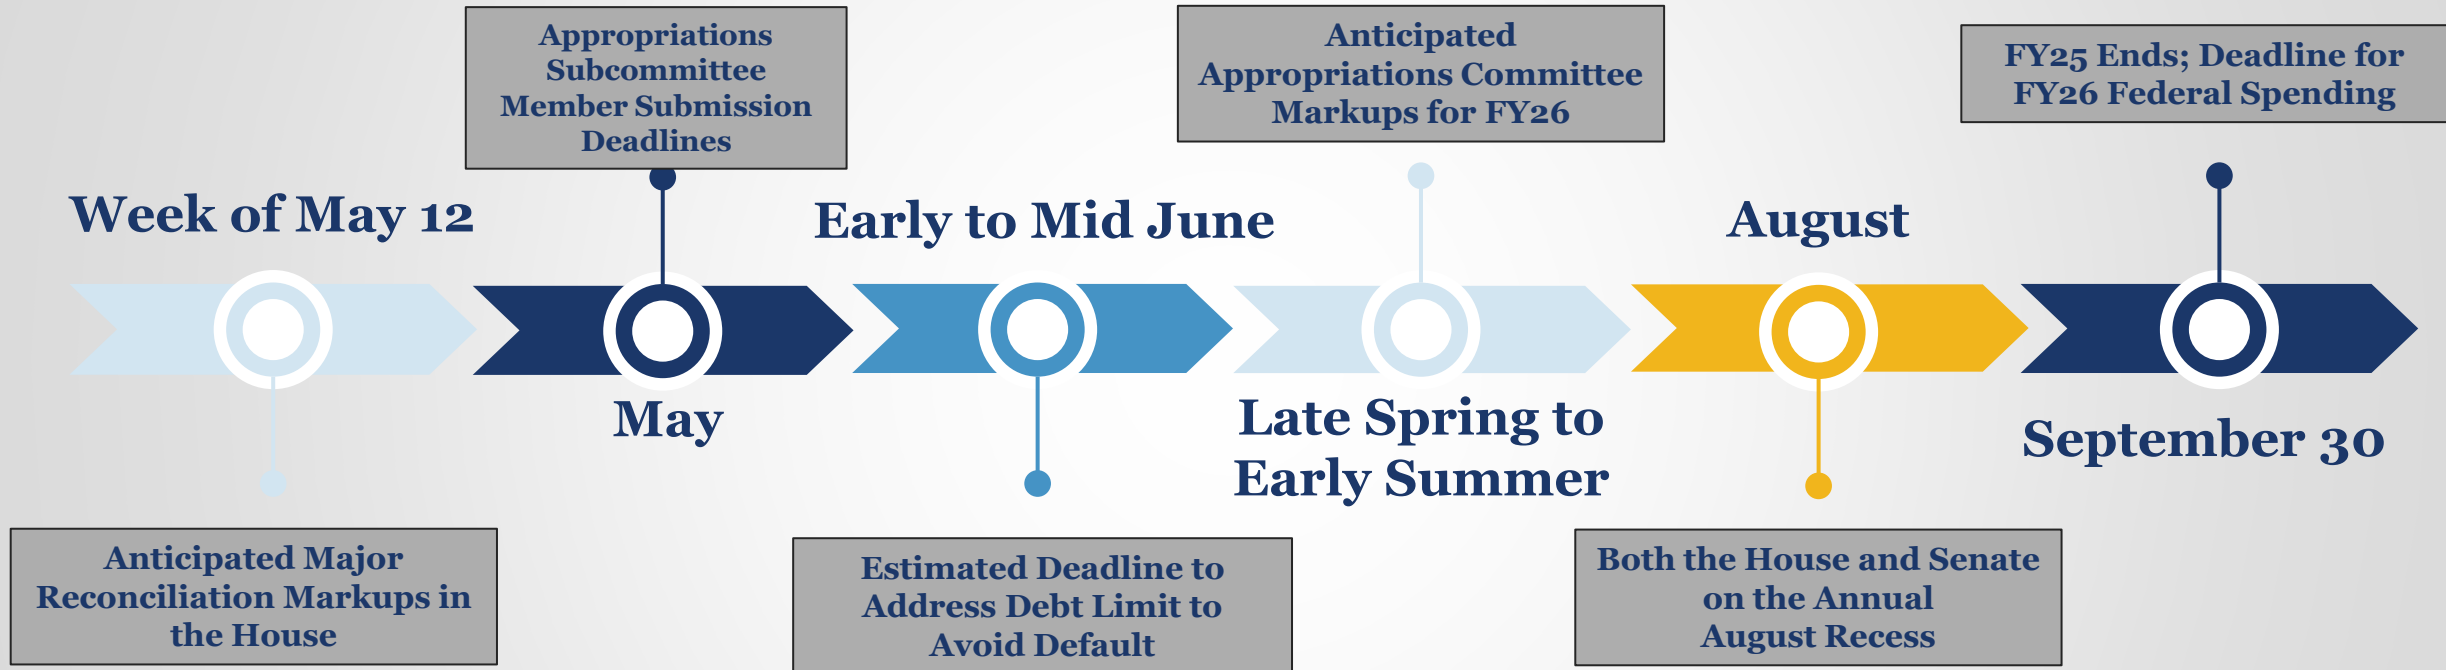 Week of May 12
Anticipated Major
Reconciliation Markups in
the House
Appropriations
Subcommittee
Member Submission
Deadlines
May
Early to Mid June
Estimated Deadline to
Address Debt Limit to
Avoid Default
Anticipated
Appropriations Committee
Markups for FY26
Late Spring to
Early Summer
August
Both the House and Senate
on the Annual
August Recess
FY25 Ends; Deadline for
FY26 Federal Spending
September 30